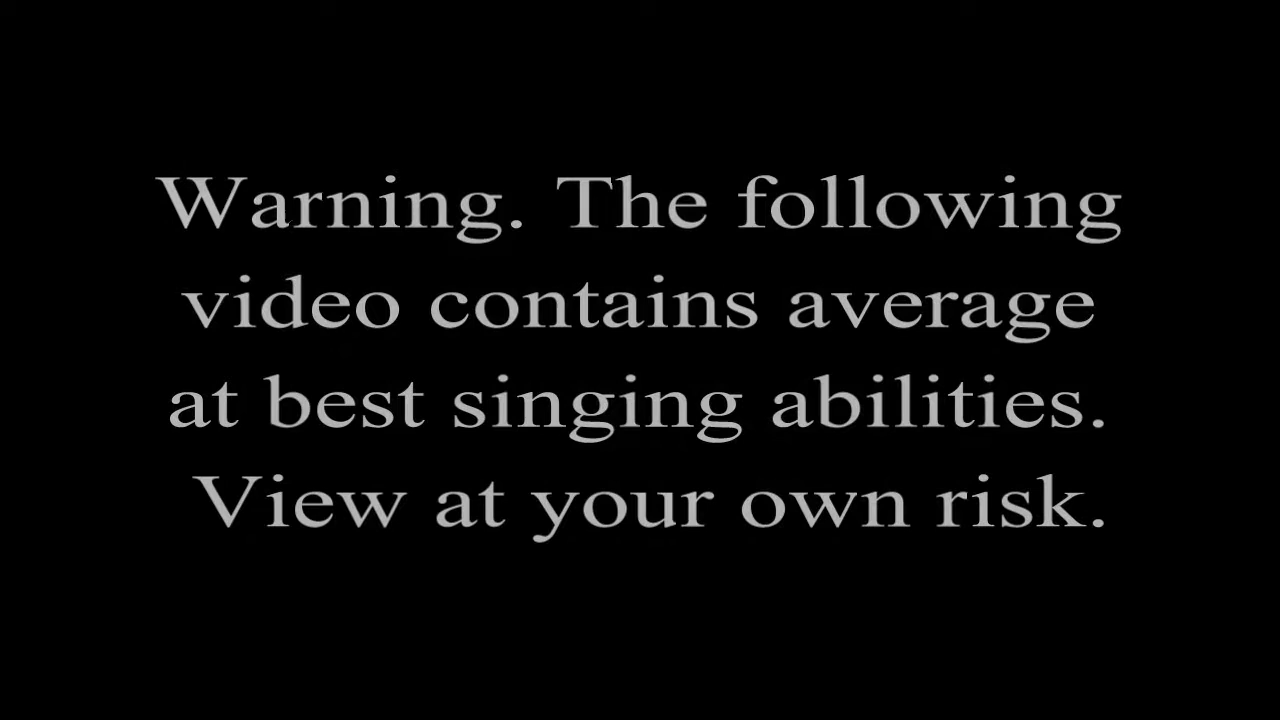 Warning. The following
video contains average
at best singing abilities.
View at your own risk.